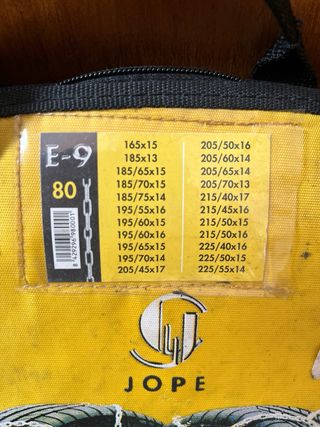 E-9
80
8429296980001
165x15
185x13
185/65x15
185/70x15
185/75x14
195/55x16
195/60x15
195/60x16
195/65x15
195/70x14
205/45x17
205/50x16
205/60x14
205/65x14
205/70x13
215/40x17
215/45x16
215/50x15
215/50x16
225/40x16
225/50x15
225/55x14
JOPE